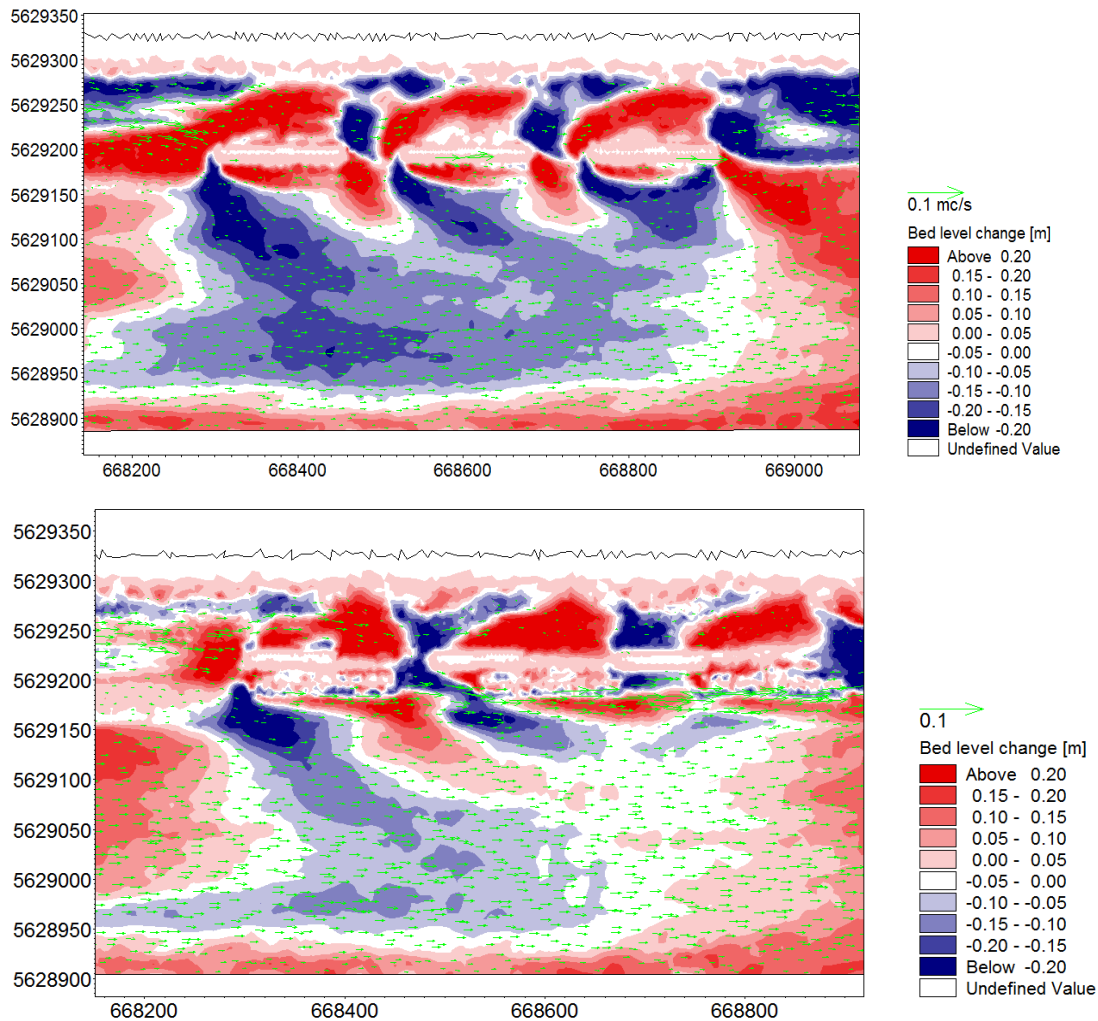 5629350
5629300
5629250
5629200
5629150
5629100
5629050
5629000
5628950
5628900
668200 668400 668600 668800 669000
0.1 mc/s
Bed level change [m]
Above 0.20
0.15 - 0.20
0.10 - 0.15
0.05 - 0.10
0.00 - 0.05
-0.05 - 0.00
-0.10 - -0.05
-0.15 - -0.10
-0.20 - -0.15
Below -0.20
Undefined Value
5629350
5629300
5629250
5629200
5629150
5629100
5629050
5629000
5628950
5628900
668200 668400 668600 668800
0.1
Bed level change [m]
Above 0.20
0.15 - 0.20
0.10 - 0.15
0.05 - 0.10
0.00 - 0.05
-0.05 - 0.00
-0.10 - -0.05
-0.15 - -0.10
-0.20 - -0.15
Below -0.20
Undefined Value